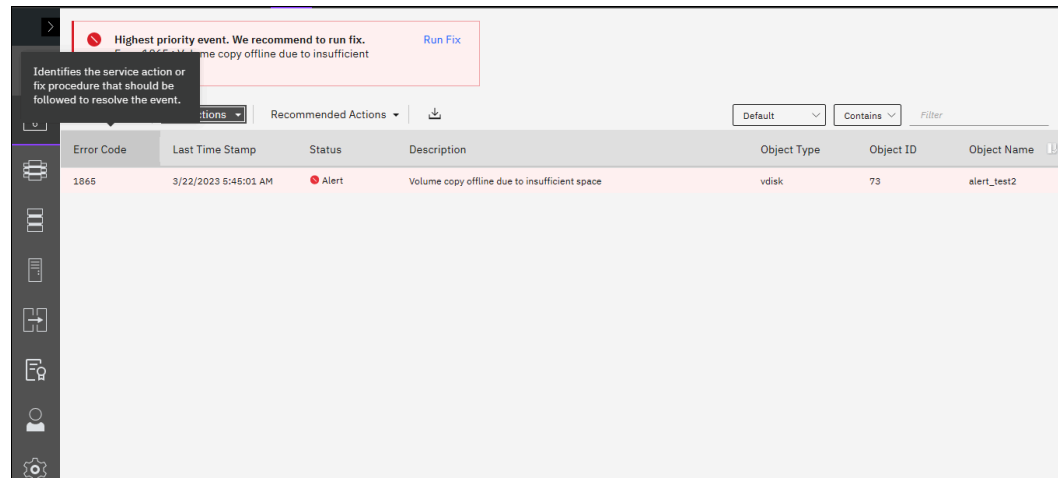 Highest priority event. We recommend to run fix.
Run Fix
me copy offline due to insufficient
Identifies the service action or
fix procedure that should be
followed to resolve the event.
Recommended Actions
Default
Contains
Filter
Error Code
Last Time Stamp
Status
Description
Object Type
Object ID
Object Name
1865
3/22/2023 5:45:01 AM
Alert
Volume copy offline due to insufficient space
vdisk
73
alert_test2